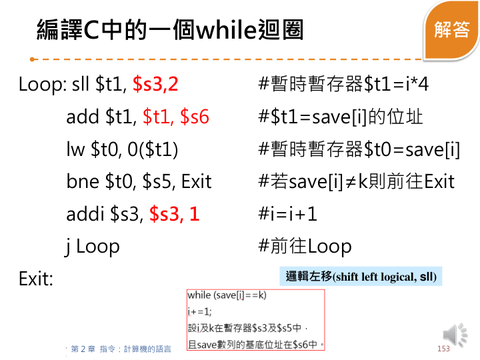 編譯C中的一個while迴圈
解答
Loop: sll $t1, $s3,2 #暫時暫存器$t1=i*4
add $t1, $t1, $s6 #$t1=save[i]的位址
lw $t0, 0($t1) #暫時暫存器$t0=save[i]
bne $t0, $s5, Exit #若save[i]≠k則前往Exit
addi $s3, $s3, 1 #i=i+1
j Loop #前往Loop
Exit:
邏輯左移(shift left logical, sll)
while (save[i]==k)
i+=1;
設i及k在暫存器$s3及$s5中，
且save數列的基底位址在$s6中。
第 2 章 指令：計算機的語言
153